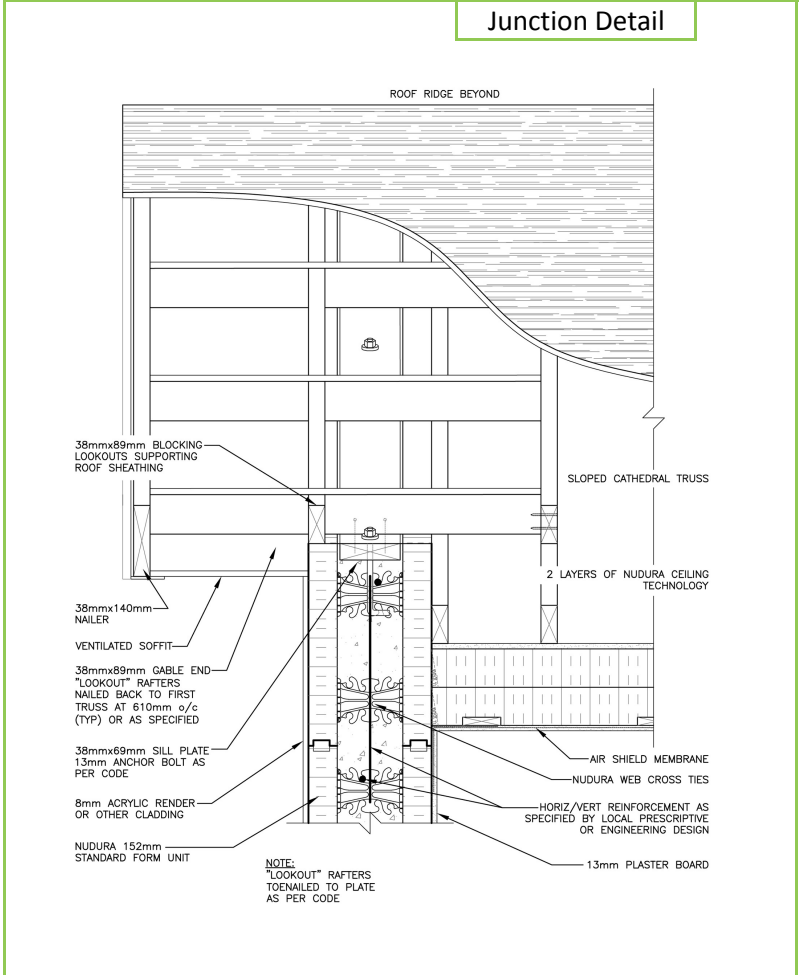 Junction Detail
ROOF RIDGE BEYOND
38mmx89mm BLOCKING
LOOKOUTS SUPPORTING
ROOF SHEATHING
SLOPED CATHEDRAL TRUSS
2 LAYERS OF NUDURA CEILING
TECHNOLOGY
38mmx140mm
NAILER
VENTILATED SOFFIT
38mmx89mm GABLE END
"LOOKOUT" RAFTERS
NAILED BACK TO FIRST
TRUSS AT 610mm o/c
(TYP) OR AS SPECIFIED
38mmx69mm SILL PLATE
13mm ANCHOR BOLT AS
PER CODE
8mm ACRYLIC RENDER
OR OTHER CLADDING
NUDURA 152mm
STANDARD FORM UNIT
AIR SHIELD MEMBRANE
NUDURA WEB CROSS TIES
HORIZ/VERT REINFORCEMENT AS
SPECIFIED BY LOCAL PRESCRIPTIVE
OR ENGINEERING DESIGN
13mm PLASTER BOARD
NOTE:
"LOOKOUT" RAFTERS
TOENAILED TO PLATE
AS PER CODE